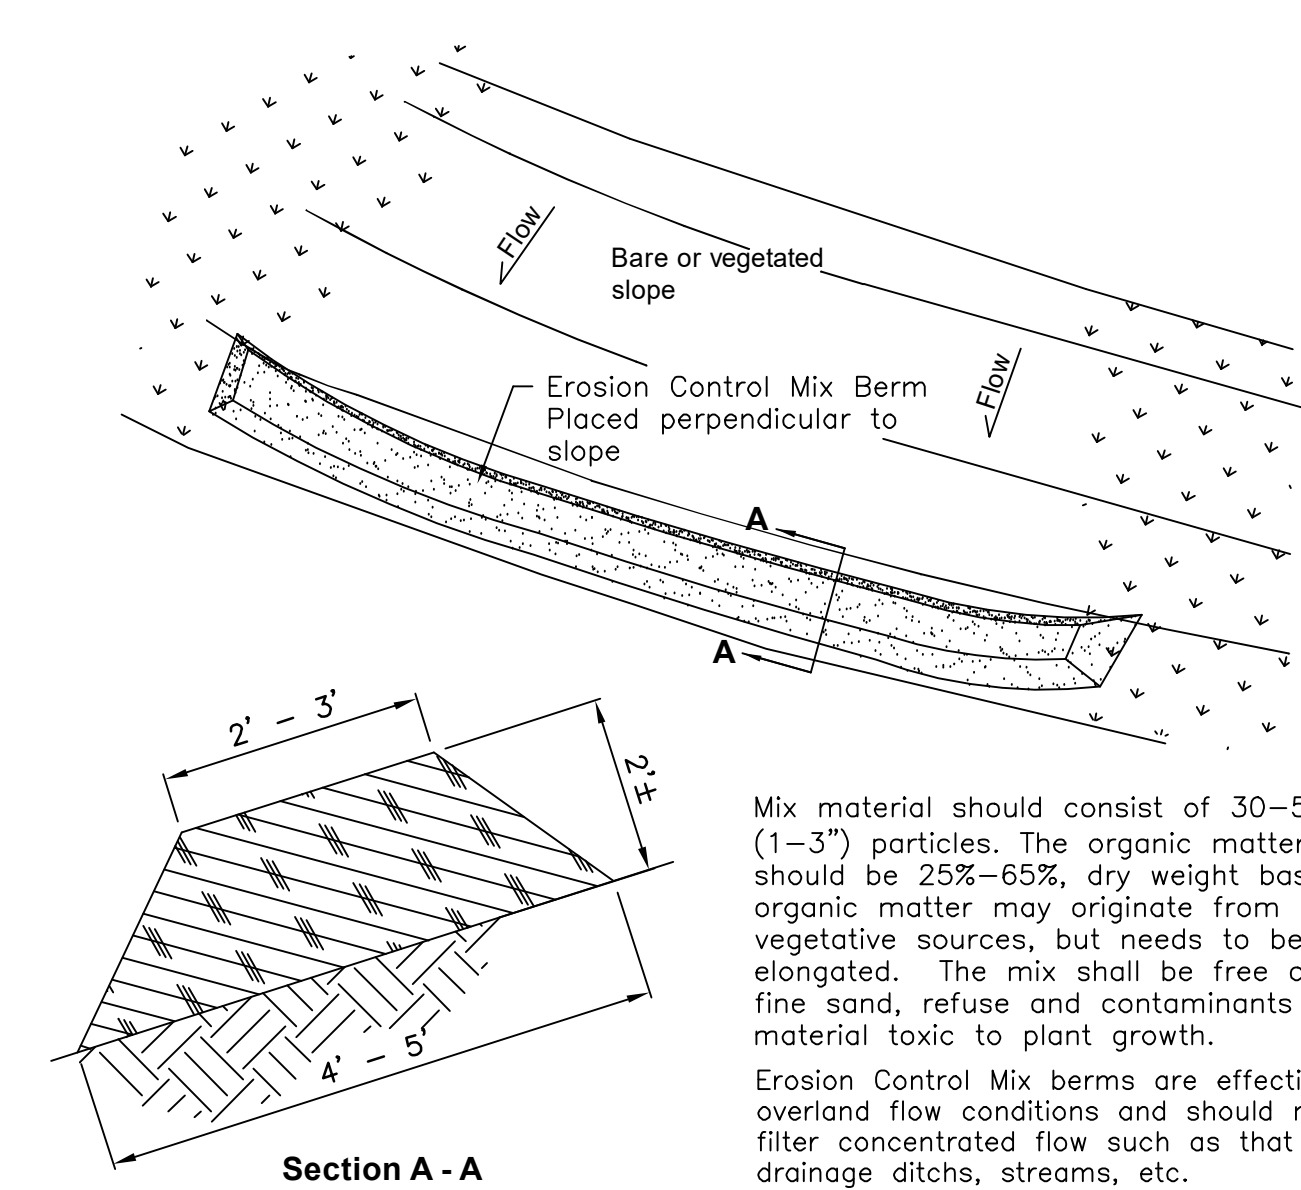 Flow
Bare or vegetated
slope
Flow
Erosion Control Mix Berm
Placed perpendicular to
slope
A
A
2' - 3'
2'±
4' - 5'
Section A - A
Mix material should consist of 30-5
(1-3") particles. The organic matter
should be 25%-65%, dry weight bas
organic matter may originate from
vegetative sources, but needs to be
elongated. The mix shall be free o
fine sand, refuse and contaminants
material toxic to plant growth.
Erosion Control Mix berms are effecti
overland flow conditions and should n
filter concentrated flow such as that
drainage ditchs, streams, etc.